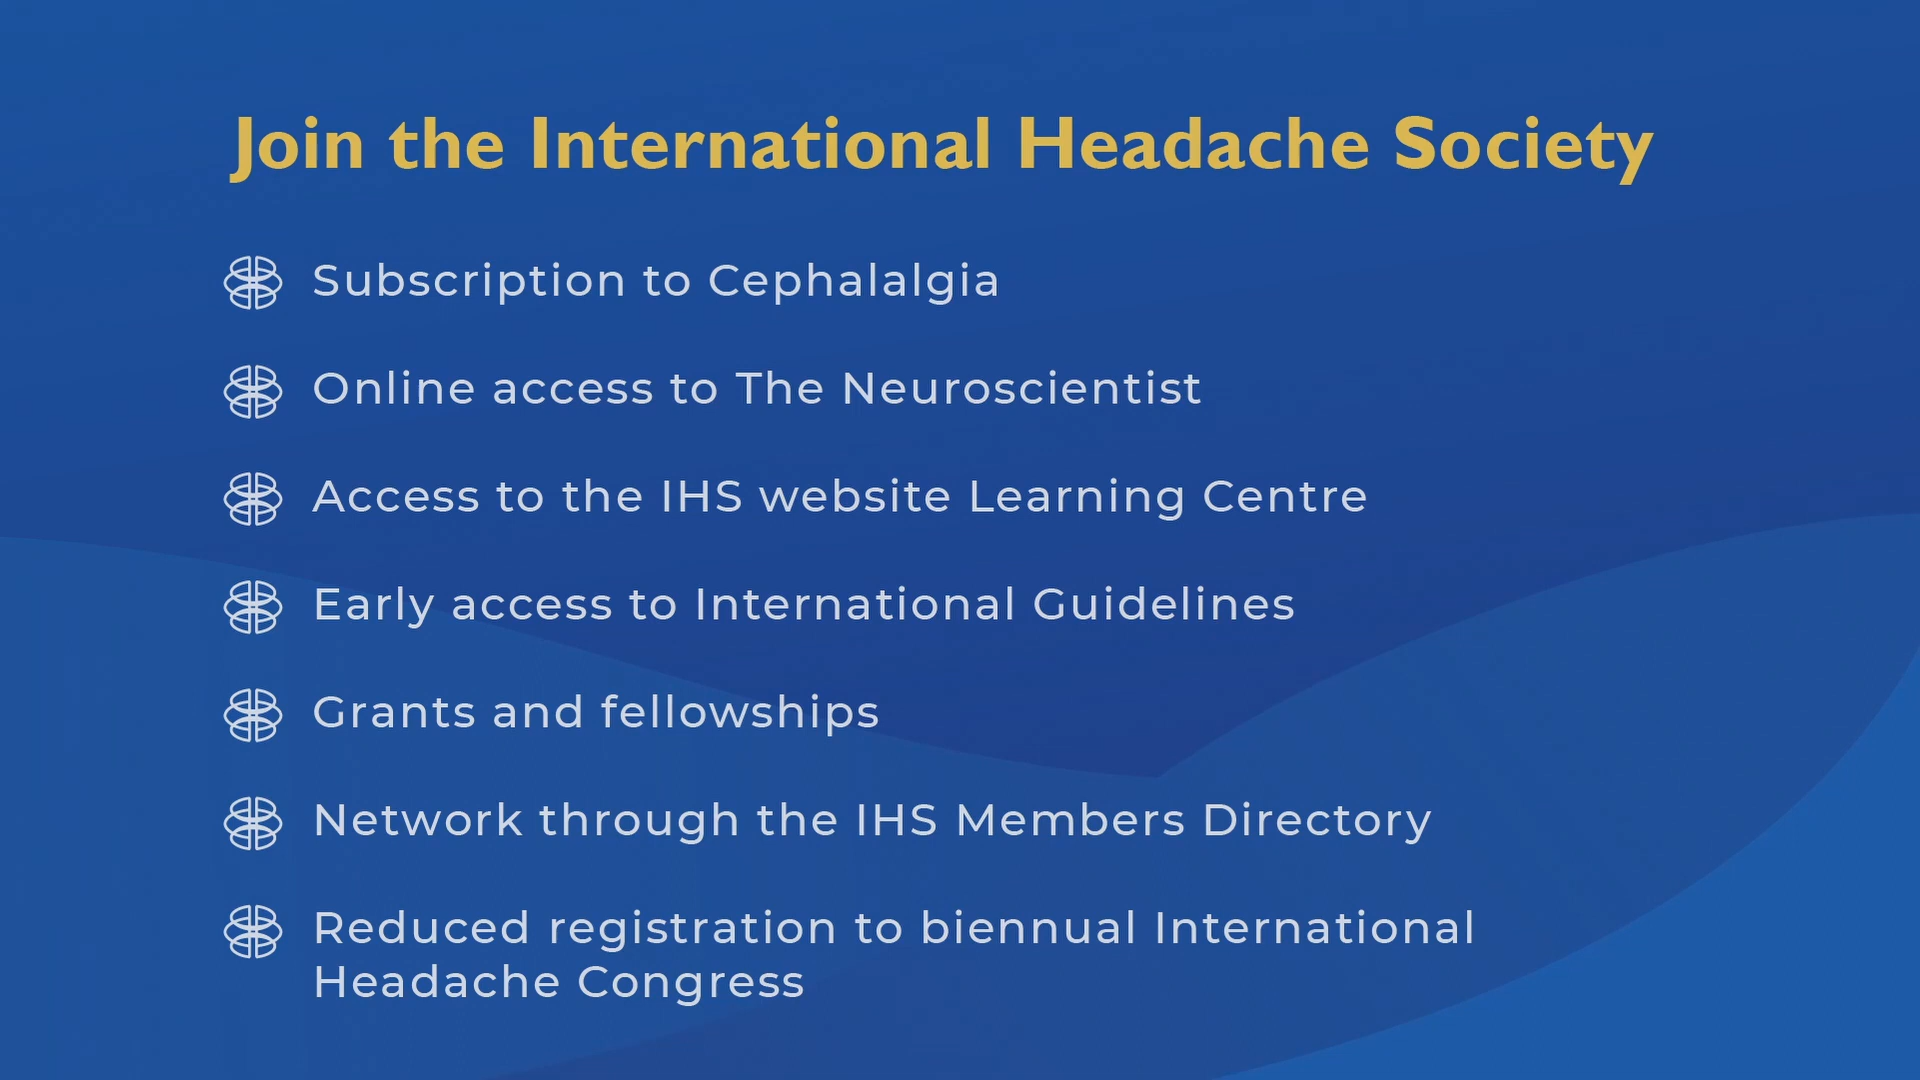 Join the International Headache Society
Subscription to Cephalalgia
Online access to The Neuroscientist
Access to the IHS website Learning Centre
Early access to International Guidelines
Grants and fellowships
Network through the IHS Members Directory
Reduced registration to biennual International
Headache Congress